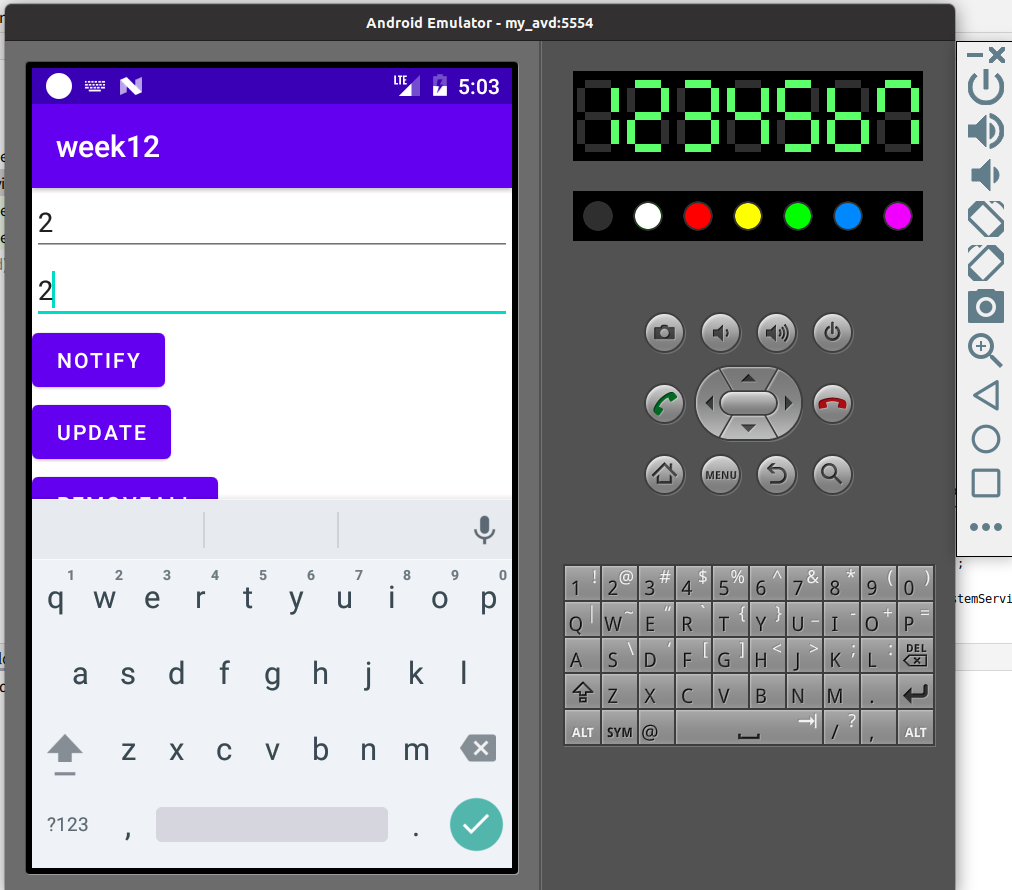 Android Emulator - my_avd:5554
LTE 5:03
week12
2
2
NOTIFY
UPDATE
1 2 3 4 5 6 7 8 9 0
q w e r t y u i o p
a s d f g h j k l
z x c v b n m
?123 , .
1234567
MENU
1 ! 2 @ 3 # 4 $ 5 % 6 ^ 7 & 8 * 9 ( 0 )
Q | W ~ E “ R ` T { Y } U _ I - O + P =
A S \ D ‘ F [ G ] H < J > K ; L : DEL
Z X C V B N M .
ALT SYM @ / ? , ALT
;
stemServi